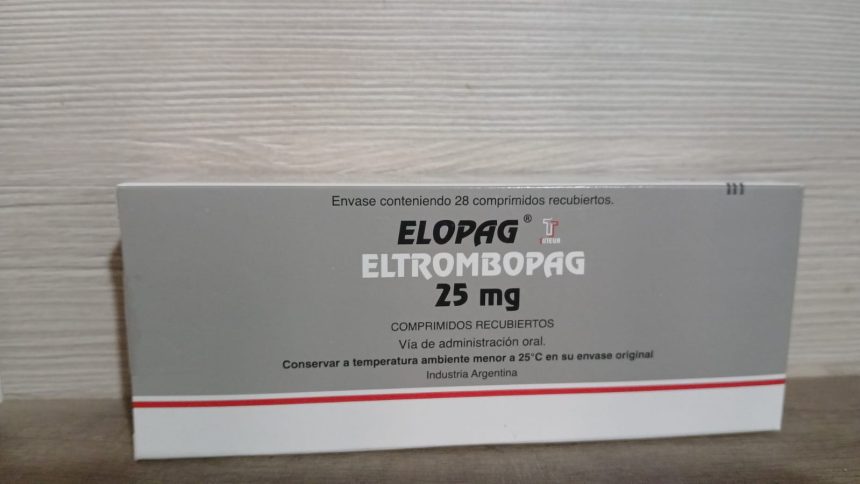 Envase conteniendo 28 comprimidos recubiertos.
ELOPAG®
ELTROMBOPAG
25 mg
COMPRIMIDOS RECUBIERTOS
Vía de administración oral.
Conservar a temperatura ambiente menor a 25°C en su envase original
Industria Argentina